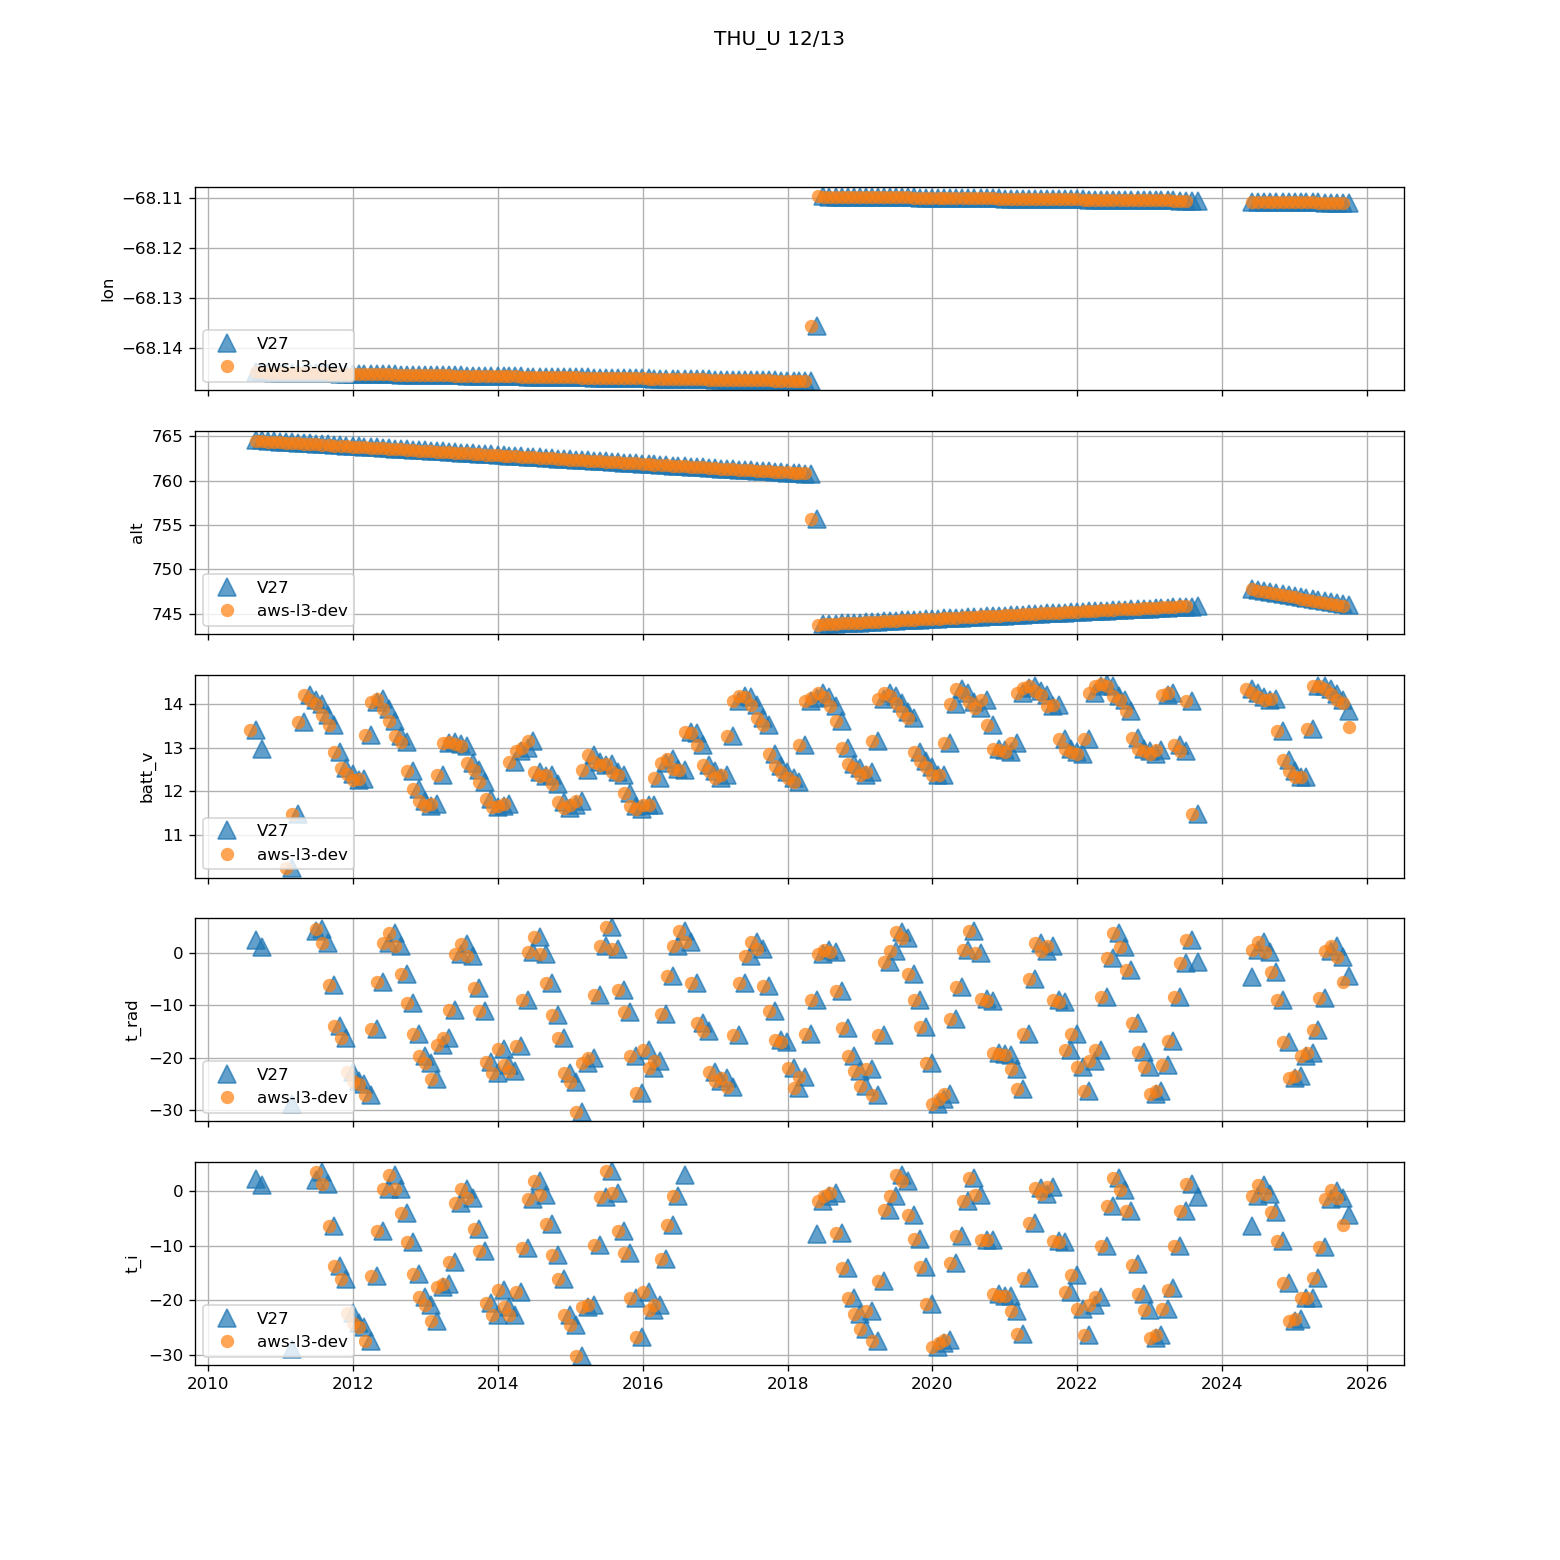 THU_U 12/13
−68.11
−68.12
−68.13
−68.14
lon
V27
aws-l3-dev
765
760
755
750
745
alt
V27
aws-l3-dev
14
13
12
11
batt_v
V27
aws-l3-dev
0
−10
−20
−30
t_rad
V27
aws-l3-dev
0
−10
−20
−30
t_i
V27
aws-l3-dev
2010 2012 2014 2016 2018 2020 2022 2024 2026